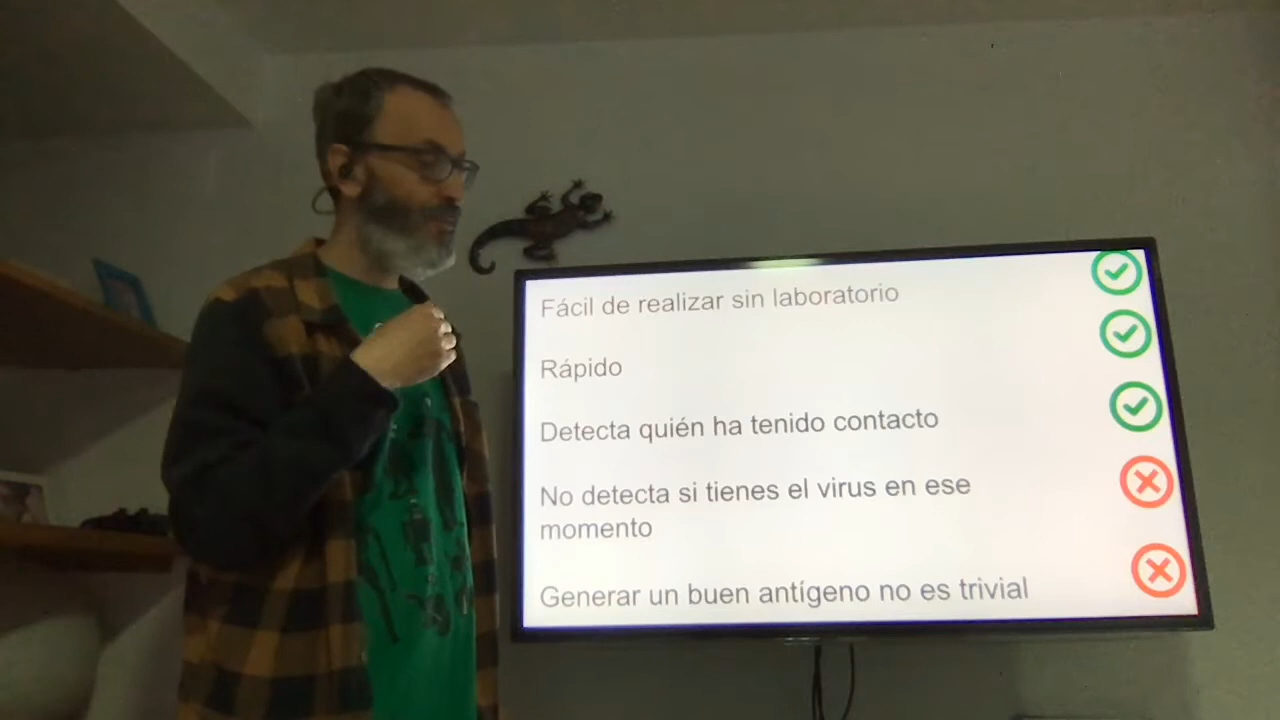 Fácil de realizar sin laboratorio
Rápido
Detecta quién ha tenido contacto
No detecta si tienes el virus en ese
momento
Generar un buen antígeno no es trivial